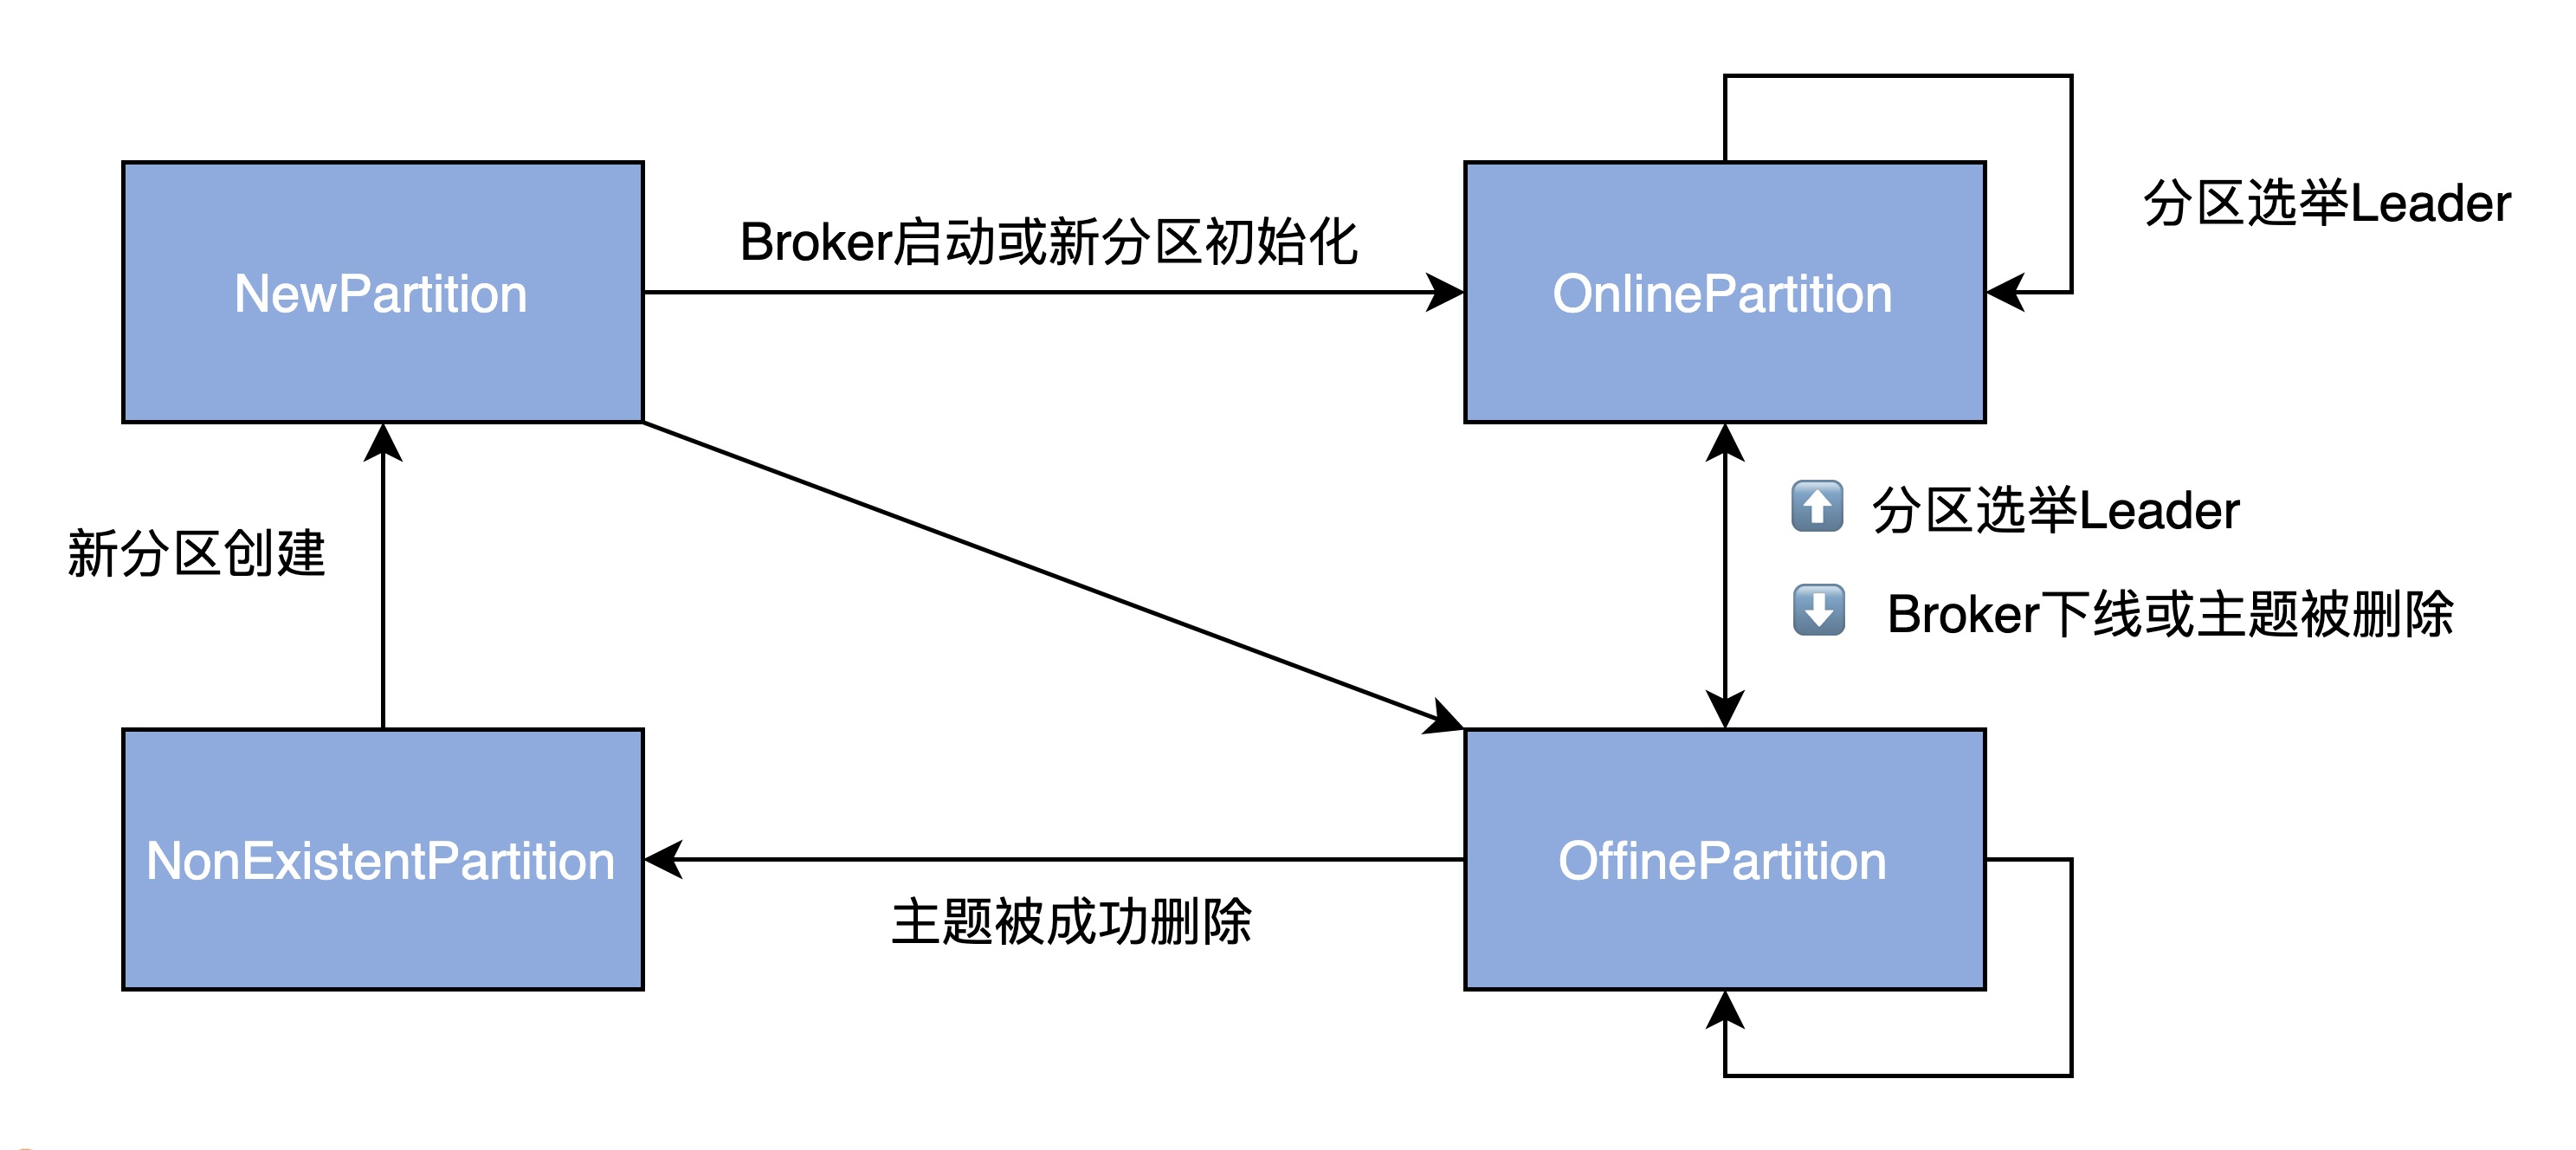 分区选举Leader
Broker启动或新分区初始化
NewPartition
OnlinePartition
分区选举Leader
新分区创建
Broker下线或主题被删除
NonExistentPartition
OffinePartition
主题被成功删除